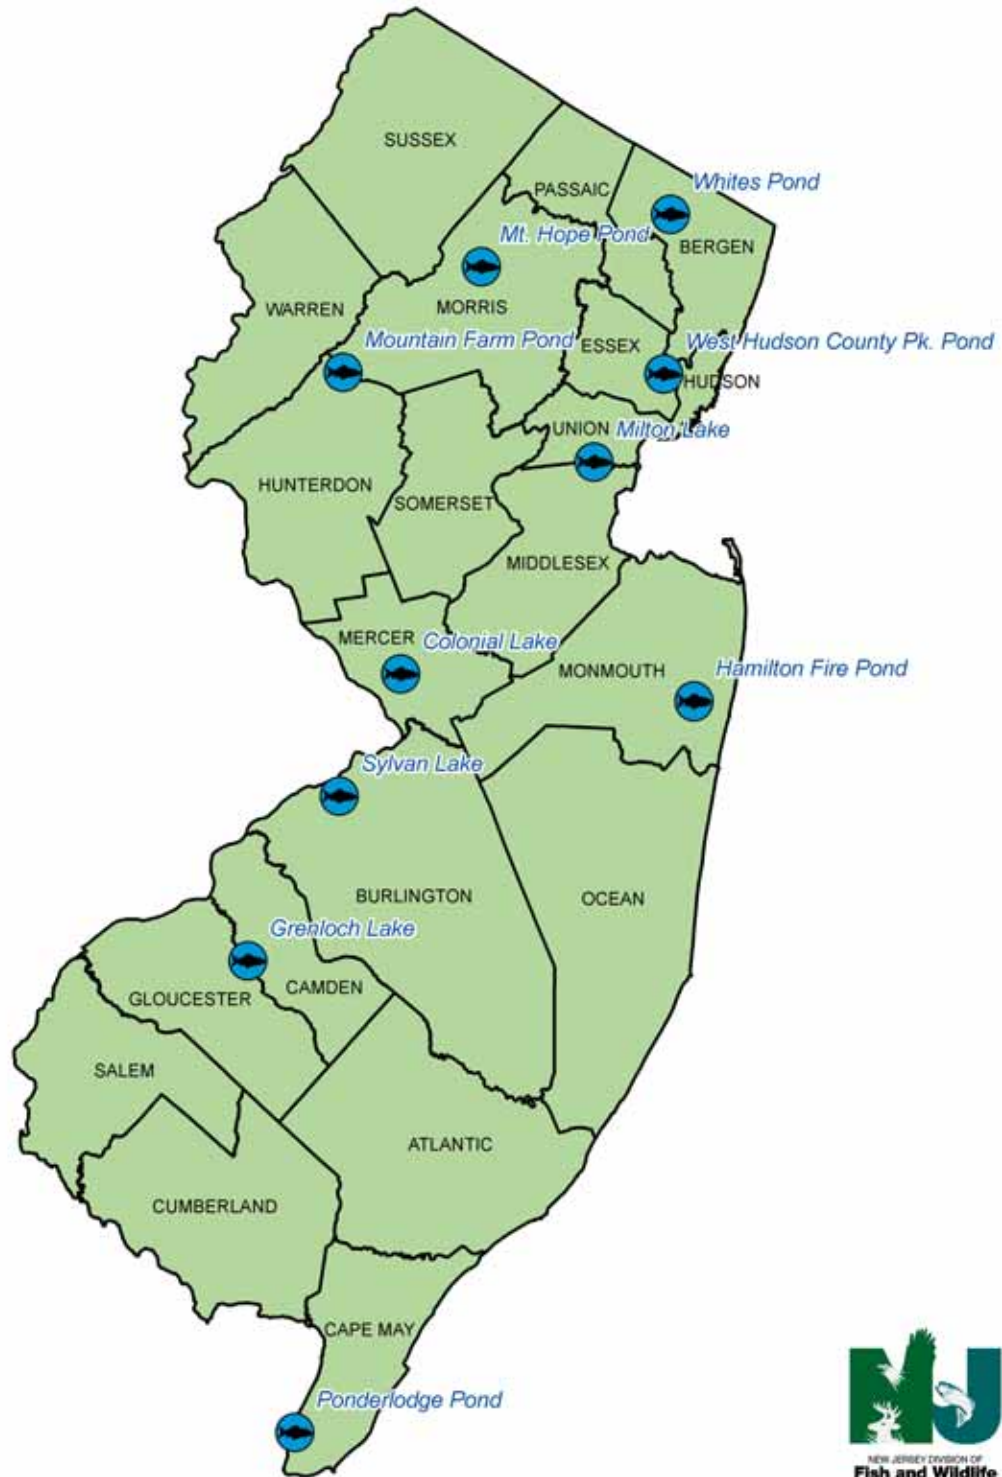 SUSSEX
PASSAIC
Whites Pond
Mt. Hope Pond
BERGEN
WARREN
MORRIS
Mountain Farm Pond
ESSEX
West Hudson County Pk. Pond
HUDSON
UNION
Milton Lake
HUNTERDON
SOMERSET
MIDDLESEX
MERCER
Colonial Lake
MONMOUTH
Hamilton Fire Pond
Sylvan Lake
BURLINGTON
OCEAN
Grenloch Lake
CAMDEN
GLOUCESTER
SALEM
ATLANTIC
CUMBERLAND
CAPE MAY
Ponderlodge Pond
NJ
NEW JERSEY DIVISION OF
Fish and Wildlife